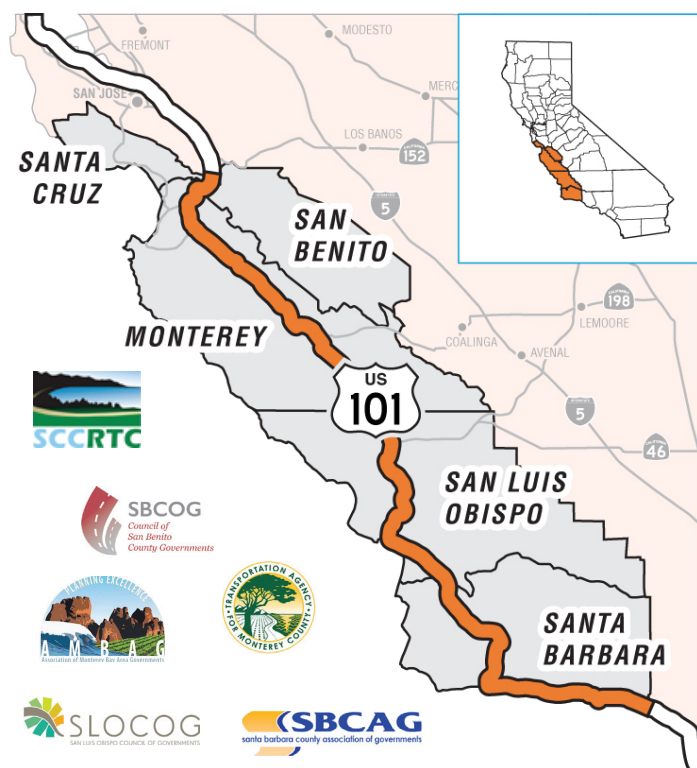 MODESTO
FREMONT
SAN JOSE
MERC
LOS BANOS
CALIFORNIA
152
SANTA
CRUZ
5
SAN
BENITO
CALIFORNIA
198
LEMOORE
MONTEREY
COALINGA
AVENAL
US
101
5
CALIFORNIA
46
SCCRTC
SAN LUIS
OBISPO
SBCOG
Council of
San Benito
County Governments
PLANNING EXCELLENCE
AMBAG
Association of Monterey Bay Area Governments
TRANSPORTATION AGENCY
FOR MONTEREY COUNTY
SANTA
BARBARA
SLOCOG
SAN LUIS OBISPO COUNCIL OF GOVERNMENTS
SBCAG
santa barbara county association of governments